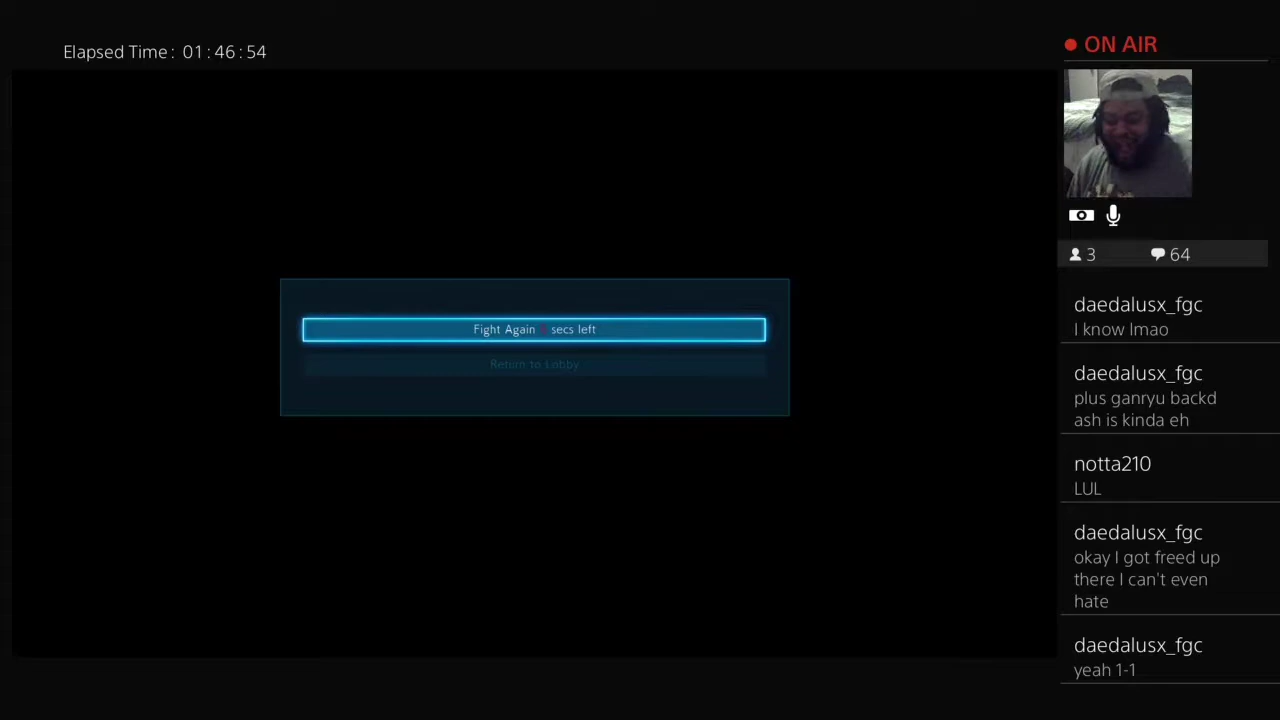 Elapsed Time: 01:46:54
ON AIR
3 64
Fight Again secs left
Return to Lobby
daedalusx_fgc
I know lmao
daedalusx_fgc
plus ganryu backd
ash is kinda eh
notta210
LUL
daedalusx_fgc
okay I got freed up
there I can't even
hate
daedalusx_fgc
yeah 1-1